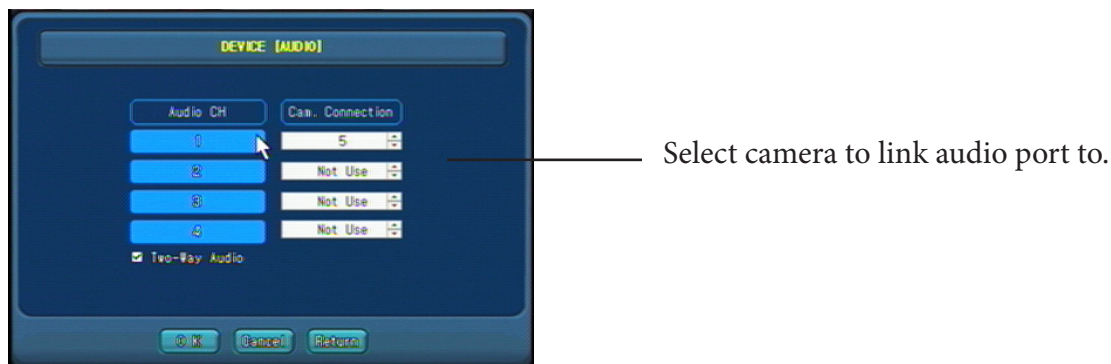 DEVICE [AUDIO]
Audio CH Cam. Connection
1 5
2 Not Use
3 Not Use
4 Not Use
Two-Way Audio
O K Cancel Return
Select camera to link audio port to.